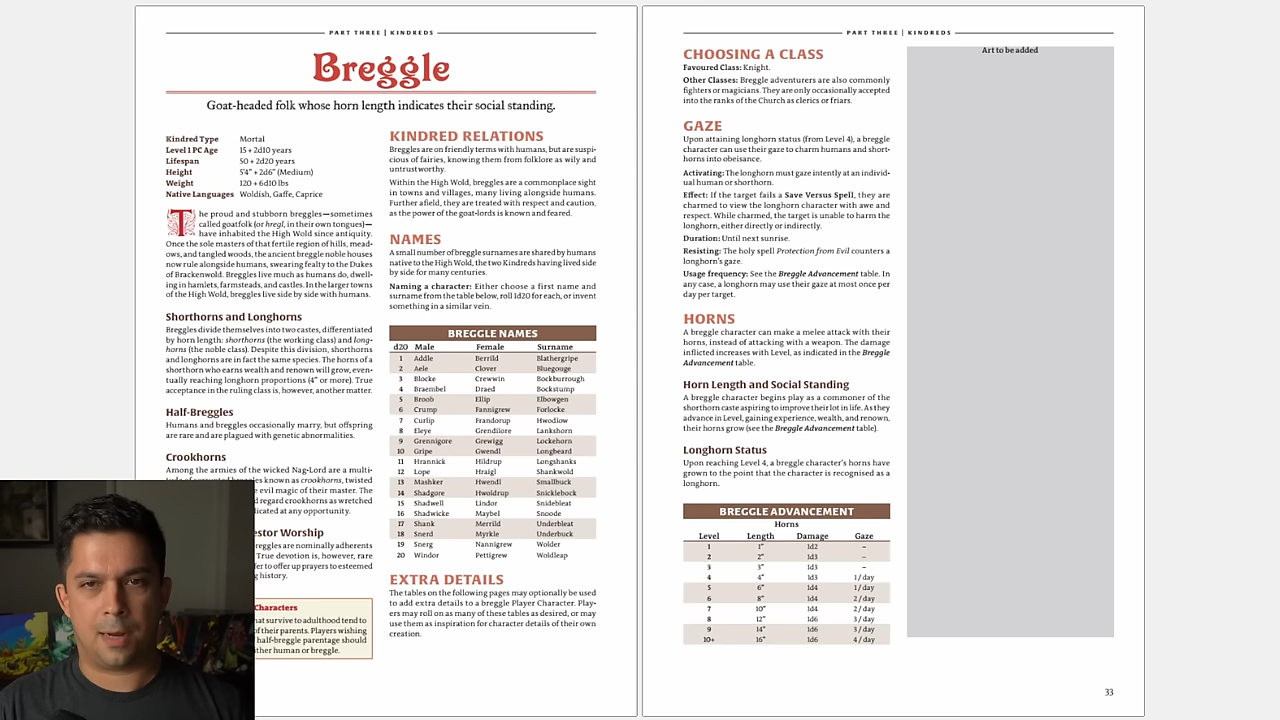 PART THREE | KINDREDS
Breggle
Goat-headed folk whose horn length indicates their social standing.
Kindred Type Mortal
Level 1 PC Age 15 + 2d10 years
Lifespan 50 + 2d20 years
Height 5’4” + 2d6” (Medium)
Weight 120 + 6d10 lbs
Native Languages Woldish, Gaffe, Caprice
The proud and stubborn breggles—sometimes
called goatfolk (or hregl, in their own tongues)—
have inhabited the High Wold since antiquity.
Once the sole masters of that fertile region of hills, mead-
ows, and tangled woods, the ancient breggle noble houses
now rule alongside humans, swearing fealty to the Dukes
of Brackenwold. Breggles live much as humans do, dwell-
ing in hamlets, farmsteads, and castles. In the larger towns
of the High Wold, breggles live side by side with humans.
Shorthorns and Longhorns
Breggles divide themselves into two castes, differentiated
by horn length: shorthorns (the working class) and long-
horns (the noble class). Despite this division, shorthorns
and longhorns are in fact the same species. The horns of a
shorthorn who earns wealth and renown will grow, even-
tually reaching longhorn proportions (4” or more). True
acceptance in the ruling class is, however, another matter.
Half-Breggles
Humans and breggles occasionally marry, but offspring
are rare and are plagued with genetic abnormalities.
Crookhorns
Among the armies of the wicked Nag-Lord are a multi-
known as crookhorns, twisted
evil magic of their master. The
regard crookhorns as wretched
at any opportunity.
Worship
are nominally adherents
True devotion is, however, rare
to offer up prayers to esteemed
history.
Characters
that survive to adulthood tend to
of their parents. Players wishing
half-breggle parentage should
either human or breggle.
KINDRED RELATIONS
Breggles are on friendly terms with humans, but are suspi-
cious of fairies, knowing them from folklore as wily and
untrustworthy.
Within the High Wold, breggles are a commonplace sight
in towns and villages, many living alongside humans.
Further afield, they are treated with respect and caution,
as the power of the goat-lords is known and feared.
NAMES
A small number of breggle surnames are shared by humans
native to the High Wold, the two Kindreds having lived side
by side for many centuries.
Naming a character: Either choose a first name and
surname from the table below, roll 1d20 for each, or invent
something in a similar vein.
BREGGLE NAMES
d20 Male Female Surname
1 Addle Berrild Blathergripe
2 Aele Clover Bluegouge
3 Blocke Crewwin Bockburrough
4 Braembel Draed Bockstump
5 Broob Ellip Elbowgen
6 Crump Fannigrew Forlocke
7 Curlip Frandorup Hwodlow
8 Eleye Grendilore Lankshorn
9 Grennigore Grewigg Lockehorn
10 Gripe Gwendl Longbeard
11 Hrannick Hildrup Longshanks
12 Lope Hraigl Shankwold
13 Mashker Hwendl Smallbuck
14 Shadgore Hwoldrup Snicklebock
15 Shadwell Lindor Snidebleat
16 Shadwicke Maybel Snoode
17 Shank Merrild Underbleat
18 Snerd Myrkle Underbuck
19 Snerg Nannigrew Wolder
20 Windor Pettigrew Woldleap
EXTRA DETAILS
The tables on the following pages may optionally be used
to add extra details to a breggle Player Character. Play-
ers may roll on as many of these tables as desired, or may
use them as inspiration for character details of their own
creation.
PART THREE | KINDREDS
CHOOSING A CLASS
Favoured Class: Knight.
Other Classes: Breggle adventurers are also commonly
fighters or magicians. They are only occasionally accepted
into the ranks of the Church as clerics or friars.
GAZE
Upon attaining longhorn status (from Level 4), a breggle
character can use their gaze to charm humans and short-
horns into obeisance.
Activating: The longhorn must gaze intently at an individ-
ual human or shorthorn.
Effect: If the target fails a Save Versus Spell, they are
charmed to view the longhorn character with awe and
respect. While charmed, the target is unable to harm the
longhorn, either directly or indirectly.
Duration: Until next sunrise.
Resisting: The holy spell Protection from Evil counters a
longhorn’s gaze.
Usage frequency: See the Breggle Advancement table. In
any case, a longhorn may use their gaze at most once per
day per target.
HORNS
A breggle character can make a melee attack with their
horns, instead of attacking with a weapon. The damage
inflicted increases with Level, as indicated in the Breggle
Advancement table.
Horn Length and Social Standing
A breggle character begins play as a commoner of the
shorthorn caste aspiring to improve their lot in life. As they
advance in Level, gaining experience, wealth, and renown,
their horns grow (see the Breggle Advancement table).
Longhorn Status
Upon reaching Level 4, a breggle character’s horns have
grown to the point that the character is recognised as a
longhorn.
BREGGLE ADVANCEMENT
Horns
Level Length Damage Gaze
1 1” 1d2 –
2 2” 1d3 –
3 3” 1d3 –
4 4” 1d3 1 / day
5 6” 1d4 1 / day
6 8” 1d4 2 / day
7 10” 1d4 2 / day
8 12” 1d6 3 / day
9 14” 1d6 3 / day
10+ 16” 1d6 4 / day
Art to be added
33